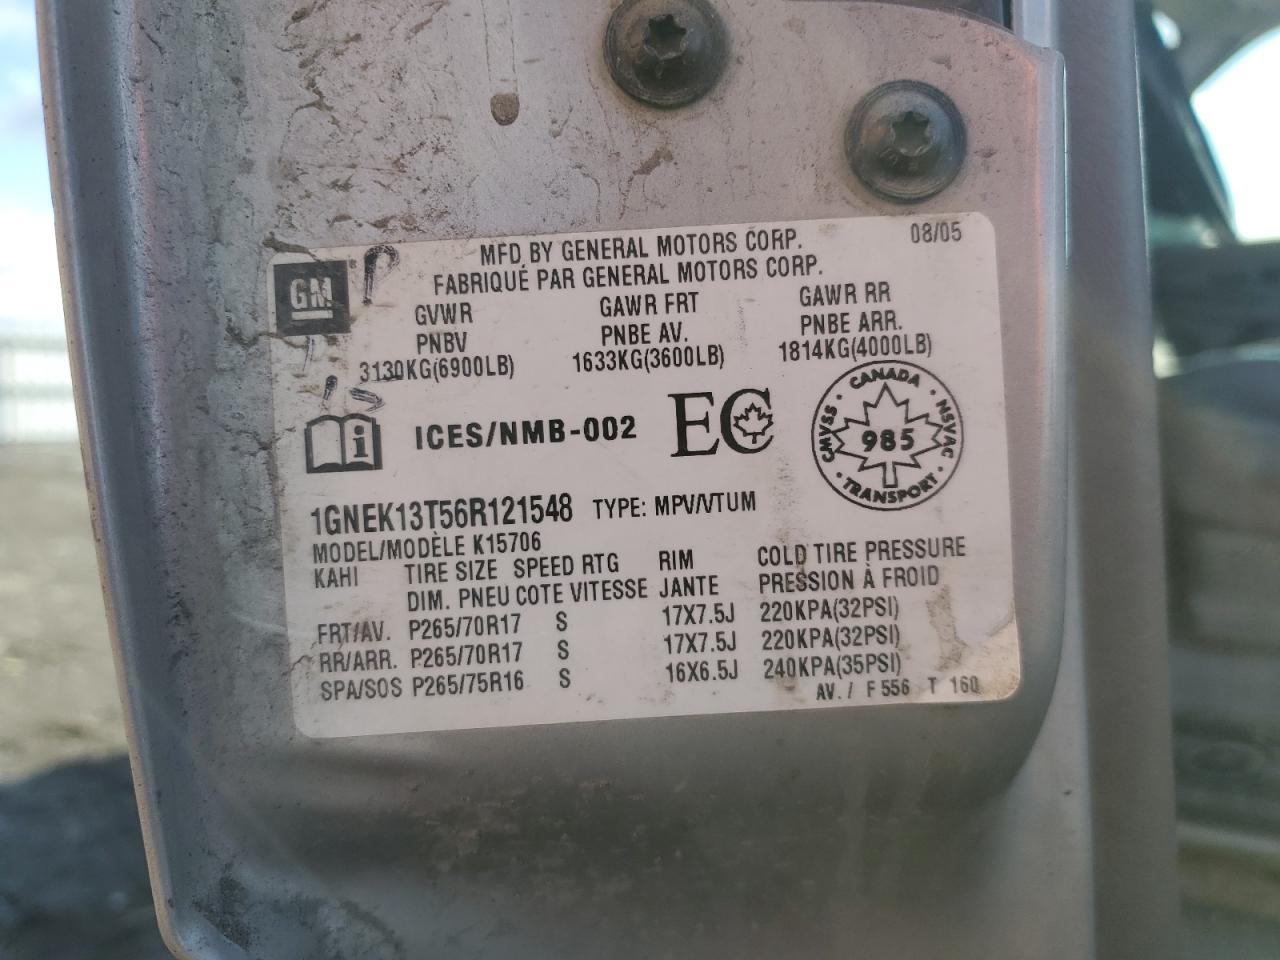 MFD BY GENERAL MOTORS CORP. 08/05
FABRIQUÉ PAR GENERAL MOTORS CORP.
GM
GVWR GAWR FRT GAWR RR
PNBV PNBE AV. PNBE ARR.
3130KG(6900LB) 1633KG(3600LB) 1814KG(4000LB)
i ICES/NMB-002 EC
CANADA
CMVSS · 985 · NSVAC
TRANSPORT
1GNEK13T56R121548 TYPE: MPV/VTUM
MODEL/MODÈLE K15706
KAHI TIRE SIZE SPEED RTG RIM COLD TIRE PRESSURE
DIM. PNEU COTE VITESSE JANTE PRESSION À FROID
FRT/AV. P265/70R17 S 17X7.5J 220KPA(32PSI)
RR/ARR. P265/70R17 S 17X7.5J 220KPA(32PSI)
SPA/SOS P265/75R16 S 16X6.5J 240KPA(35PSI)
AV. / F 556 T 160